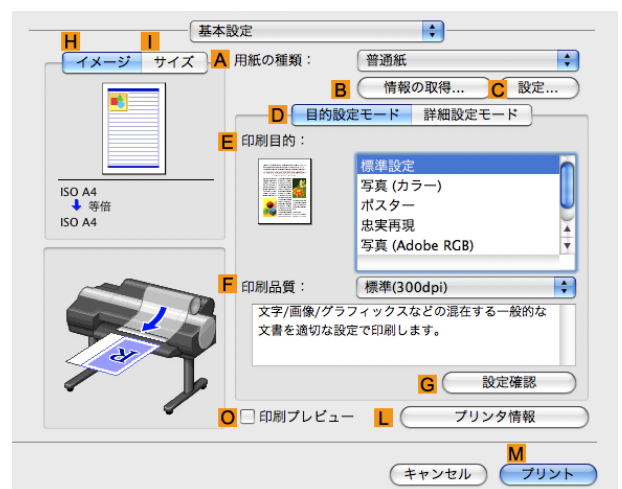 基本設定
H I
イメージ サイズ
A 用紙の種類： 普通紙
B 情報の取得... C 設定...
D 目的設定モード 詳細設定モード
E 印刷目的：
標準設定
写真 (カラー)
ポスター
忠実再現
写真 (Adobe RGB)
ISO A4
等倍
ISO A4
F 印刷品質： 標準(300dpi)
文字/画像/グラフィックスなどの混在する一般的な
文書を適切な設定で印刷します。
R
G 設定確認
O 印刷プレビュー L プリンタ情報
M
キャンセル プリント